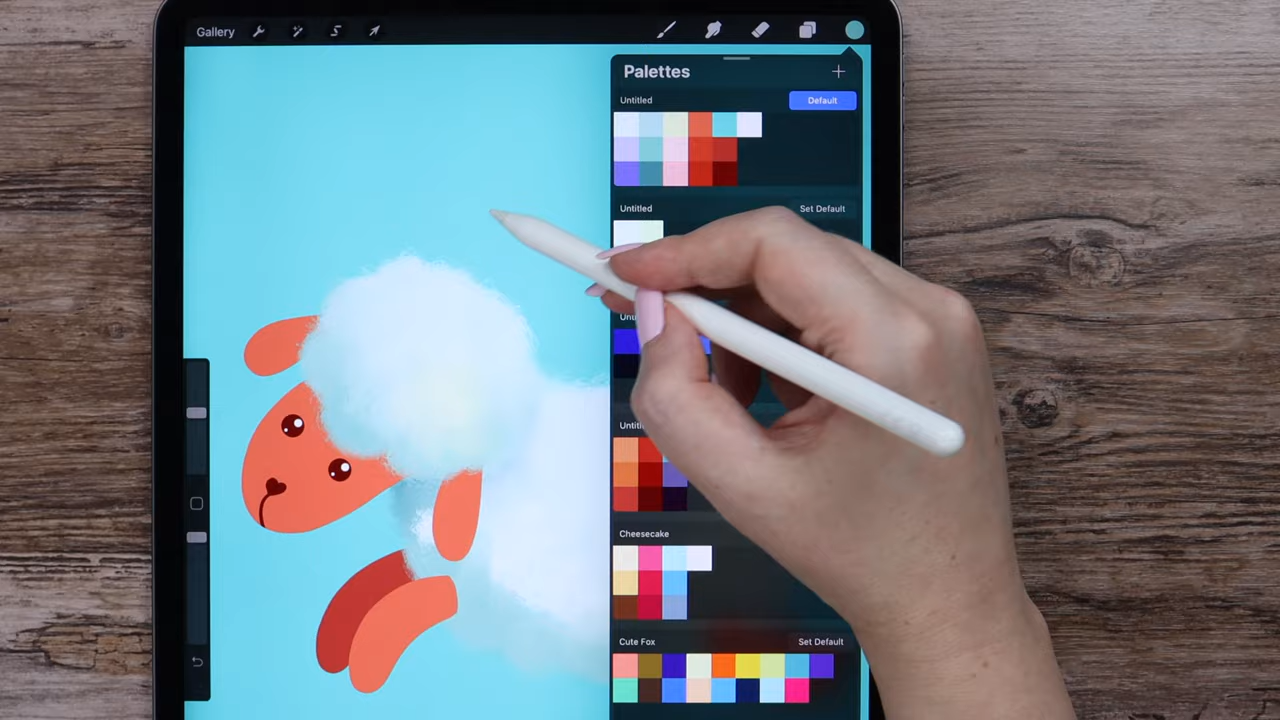 Gallery
Palettes
Untitled
Default
Untitled
Set Default
Cheesecake
Cute Fox
Set Default